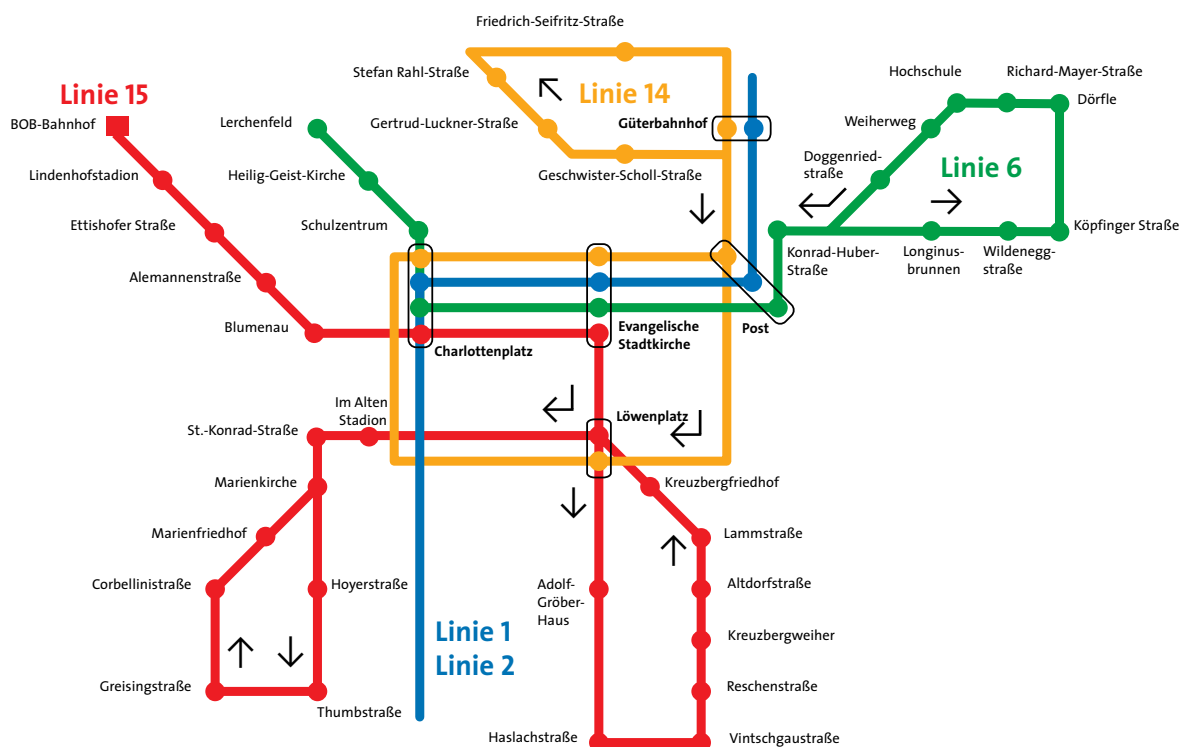 Friedrich-Seifritz-Straße
Stefan Rahl-Straße
Linie 14
Gertrud-Luckner-Straße
Güterbahnhof
Geschwister-Scholl-Straße
Hochschule
Richard-Mayer-Straße
Dörfle
Weiherweg
Doggenried-
straße
Linie 6
Konrad-Huber-
Straße
Longinus-
brunnen
Wildenegg-
straße
Köpfinger Straße
Linie 15
BOB-Bahnhof
Lindenhofstadion
Ettishofer Straße
Alemannenstraße
Blumenau
Lerchenfeld
Heilig-Geist-Kirche
Schulzentrum
Charlottenplatz
Evangelische
Stadtkirche
Post
Im Alten
Stadion
Löwenplatz
St.-Konrad-Straße
Marienkirche
Marienfriedhof
Corbellinistraße
Hoyerstraße
Greisingstraße
Thumbstraße
Linie 1
Linie 2
Kreuzbergfriedhof
Lammstraße
Adolf-
Gröber-
Haus
Altdorfstraße
Kreuzbergweiher
Reschenstraße
Haslachstraße
Vintschgaustraße